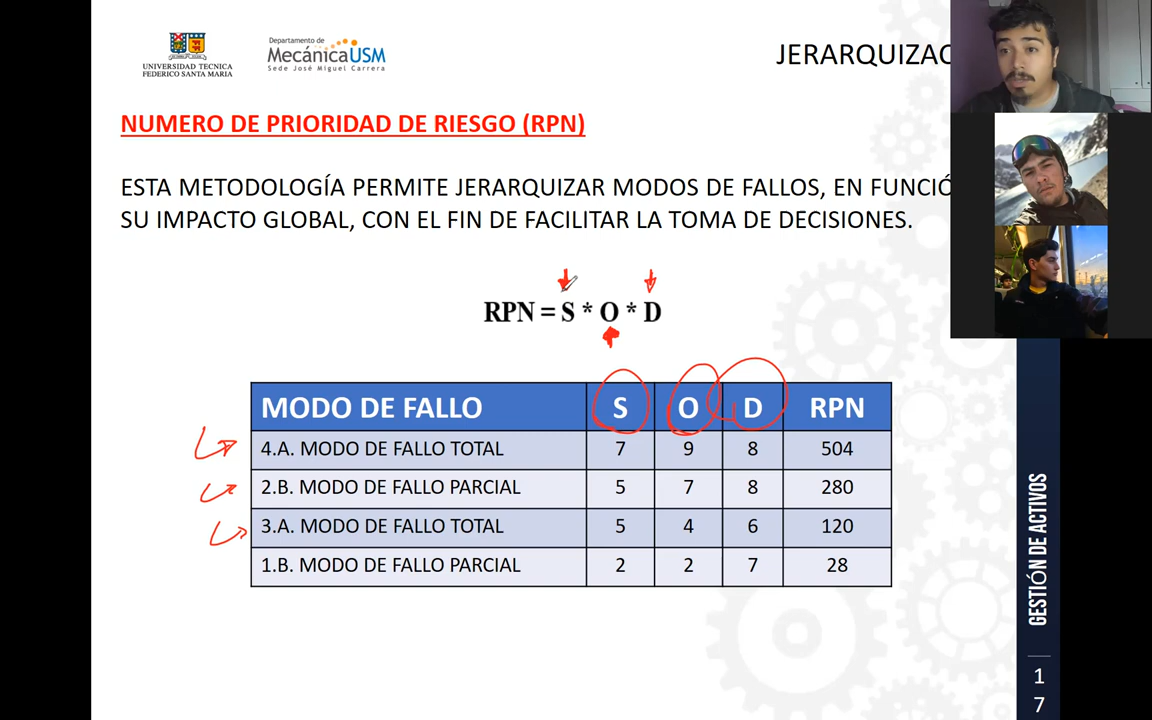 UNIVERSIDAD TECNICA
FEDERICO SANTA MARIA
Departamento de
MecánicaUSM
Sede José Miguel Carrera
JERARQUIZAC
NUMERO DE PRIORIDAD DE RIESGO (RPN)
ESTA METODOLOGÍA PERMITE JERARQUIZAR MODOS DE FALLOS, EN FUNCIÓ
SU IMPACTO GLOBAL, CON EL FIN DE FACILITAR LA TOMA DE DECISIONES.
RPN = S * O * D
MODO DE FALLO S O D RPN
4.A. MODO DE FALLO TOTAL 7 9 8 504
2.B. MODO DE FALLO PARCIAL 5 7 8 280
3.A. MODO DE FALLO TOTAL 5 4 6 120
1.B. MODO DE FALLO PARCIAL 2 2 7 28
GESTIÓN DE ACTIVOS
1
7